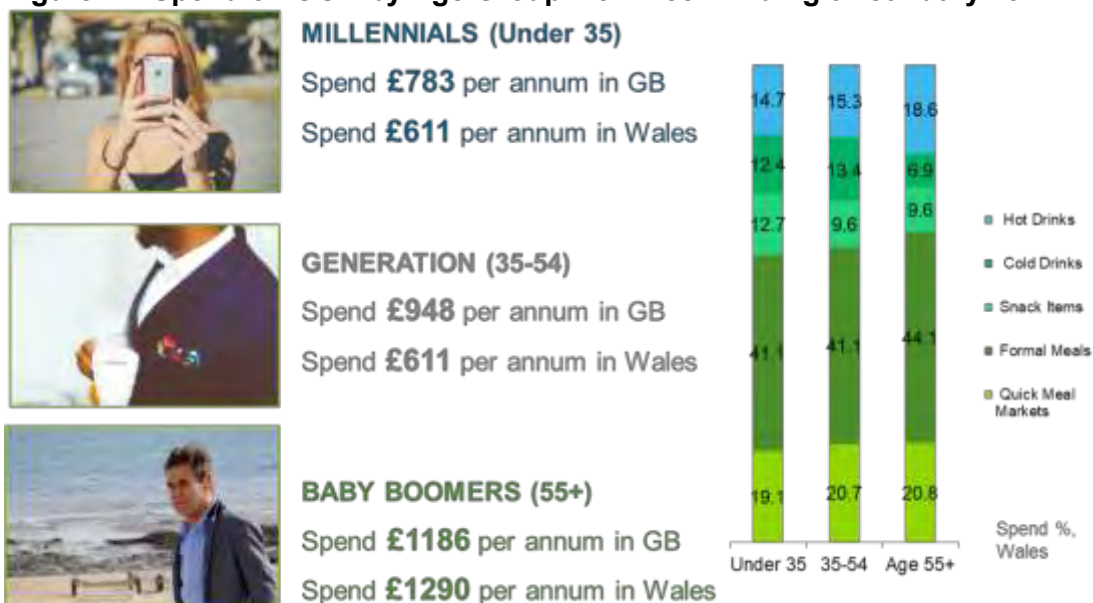 MILLENNIALS (Under 35)
Spend £783 per annum in GB
Spend £611 per annum in Wales
GENERATION (35-54)
Spend £948 per annum in GB
Spend £611 per annum in Wales
BABY BOOMERS (55+)
Spend £1186 per annum in GB
Spend £1290 per annum in Wales
14.7 15.3 18.6
12.4 13.4 6.9
12.7 9.6 9.6
41.1 41.1 44.1
19.1 20.7 20.8
Under 35 35-54 Age 55+
Hot Drinks
Cold Drinks
Snack Items
Formal Meals
Quick Meal
Markets
Spend %,
Wales